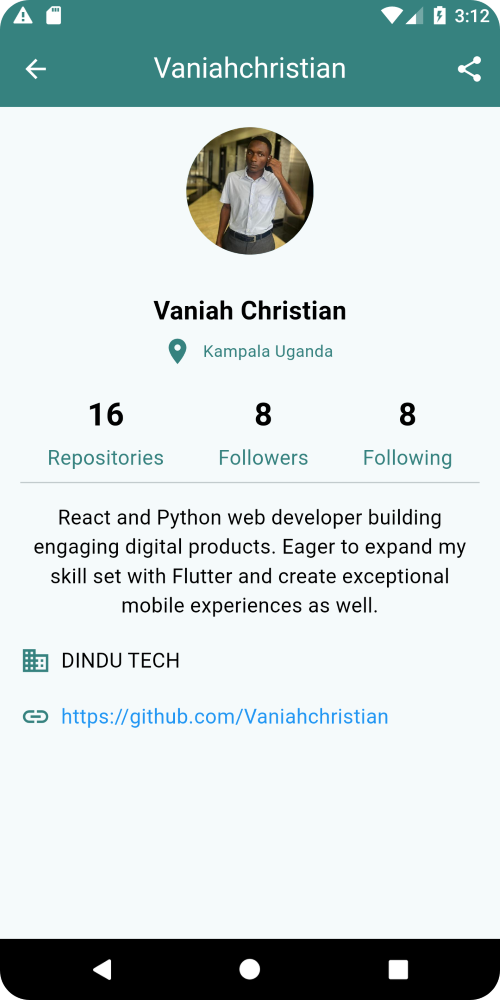 3:12
Vaniahchristian
Vaniah Christian
Kampala Uganda
16 8 8
Repositories Followers Following
React and Python web developer building
engaging digital products. Eager to expand my
skill set with Flutter and create exceptional
mobile experiences as well.
DINDU TECH
https://github.com/Vaniahchristian